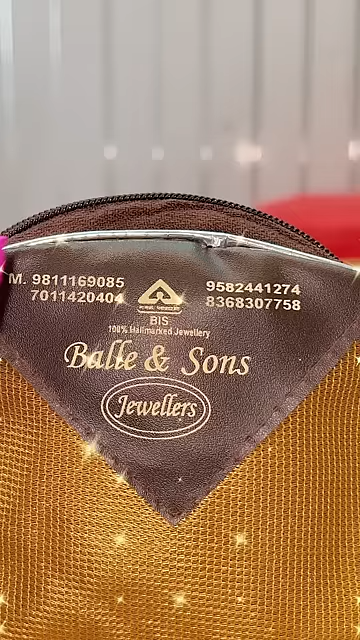 M. 9811169085 9582441274
7011420404 8368307758
BIS
100% Hallmarked Jewellery
Balle & Sons
Jewellers